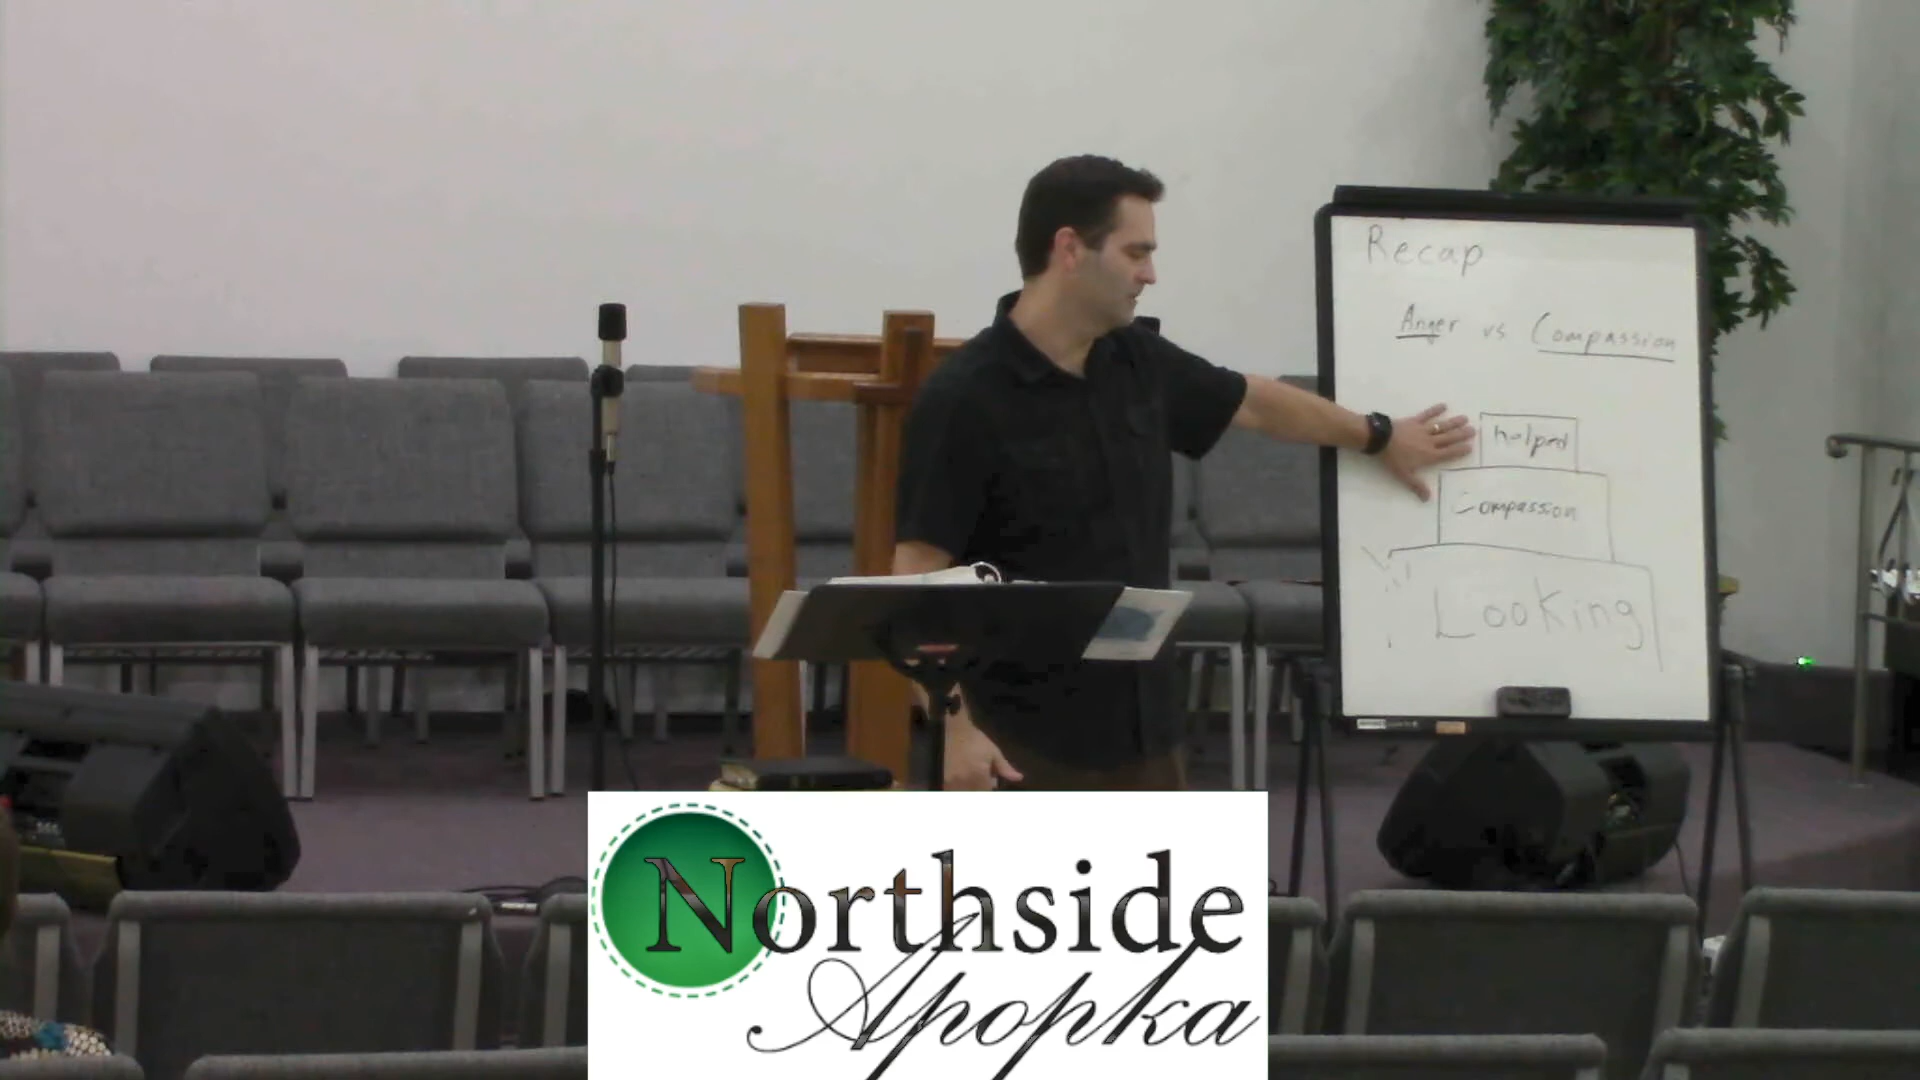 Recap
Anger vs Compassion
helped
Compassion
Looking
Northside
Apopka